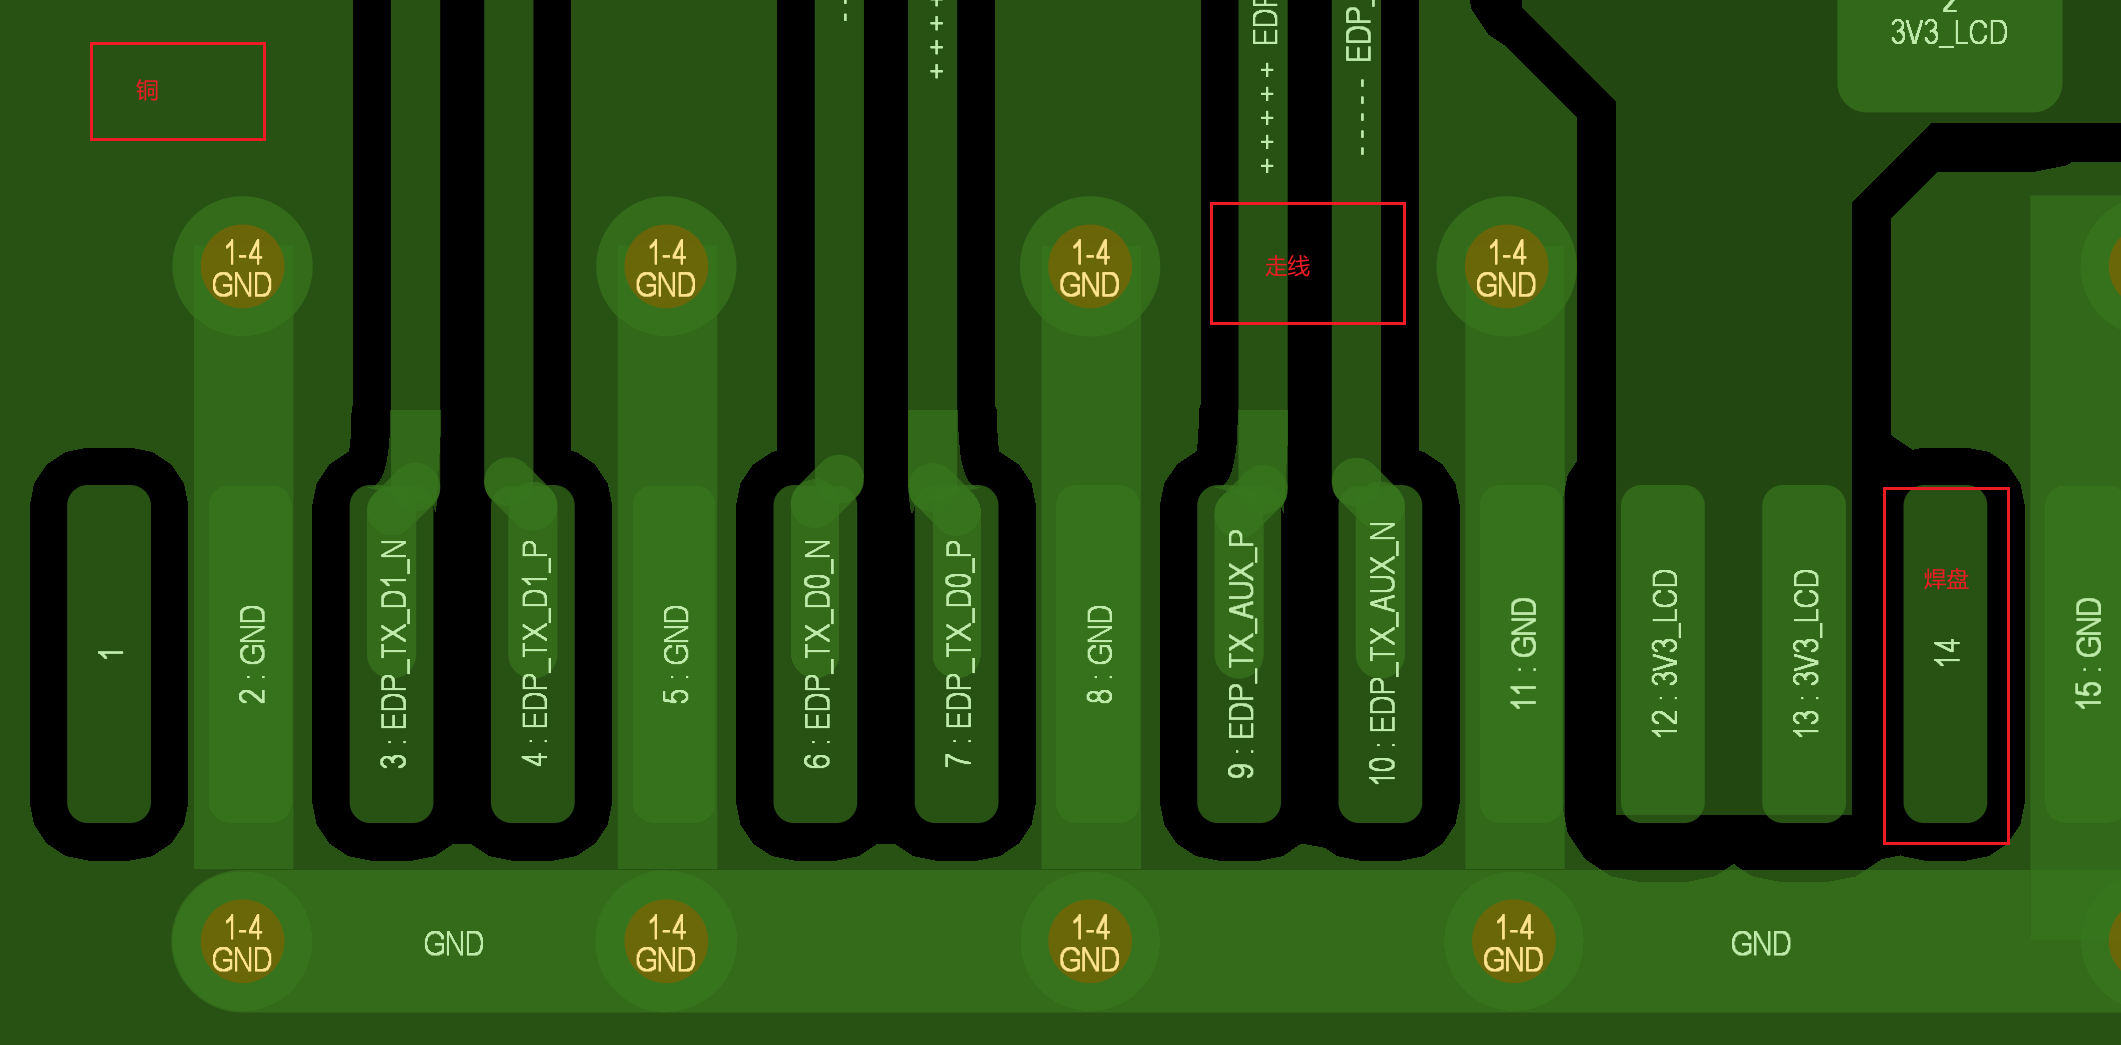 2
3V3_LCD
+ + + +
+ + + + + EDP
- - - - - EDP_
铜
走线
焊盘
1-4
GND
1-4
GND
1-4
GND
1-4
GND
1
2 : GND
3 : EDP_TX_D1_N
4 : EDP_TX_D1_P
5 : GND
6 : EDP_TX_D0_N
7 : EDP_TX_D0_P
8 : GND
9 : EDP_TX_AUX_P
10 : EDP_TX_AUX_N
11 : GND
12 : 3V3_LCD
13 : 3V3_LCD
14
15 : GND
1-4
GND
GND
1-4
GND
1-4
GND
1-4
GND
GND